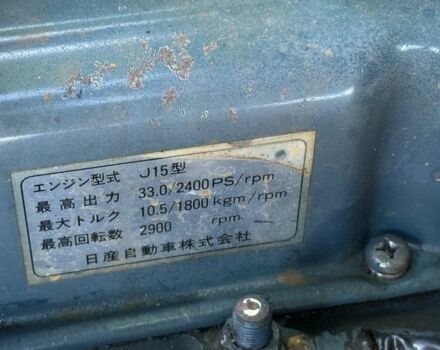 エンジン型式 J15型
最高出力 33.0/2400PS/rpm
最大トルク 10.5/1800kgm/rpm
最高回転数 2900 rpm
日産自動車株式会社